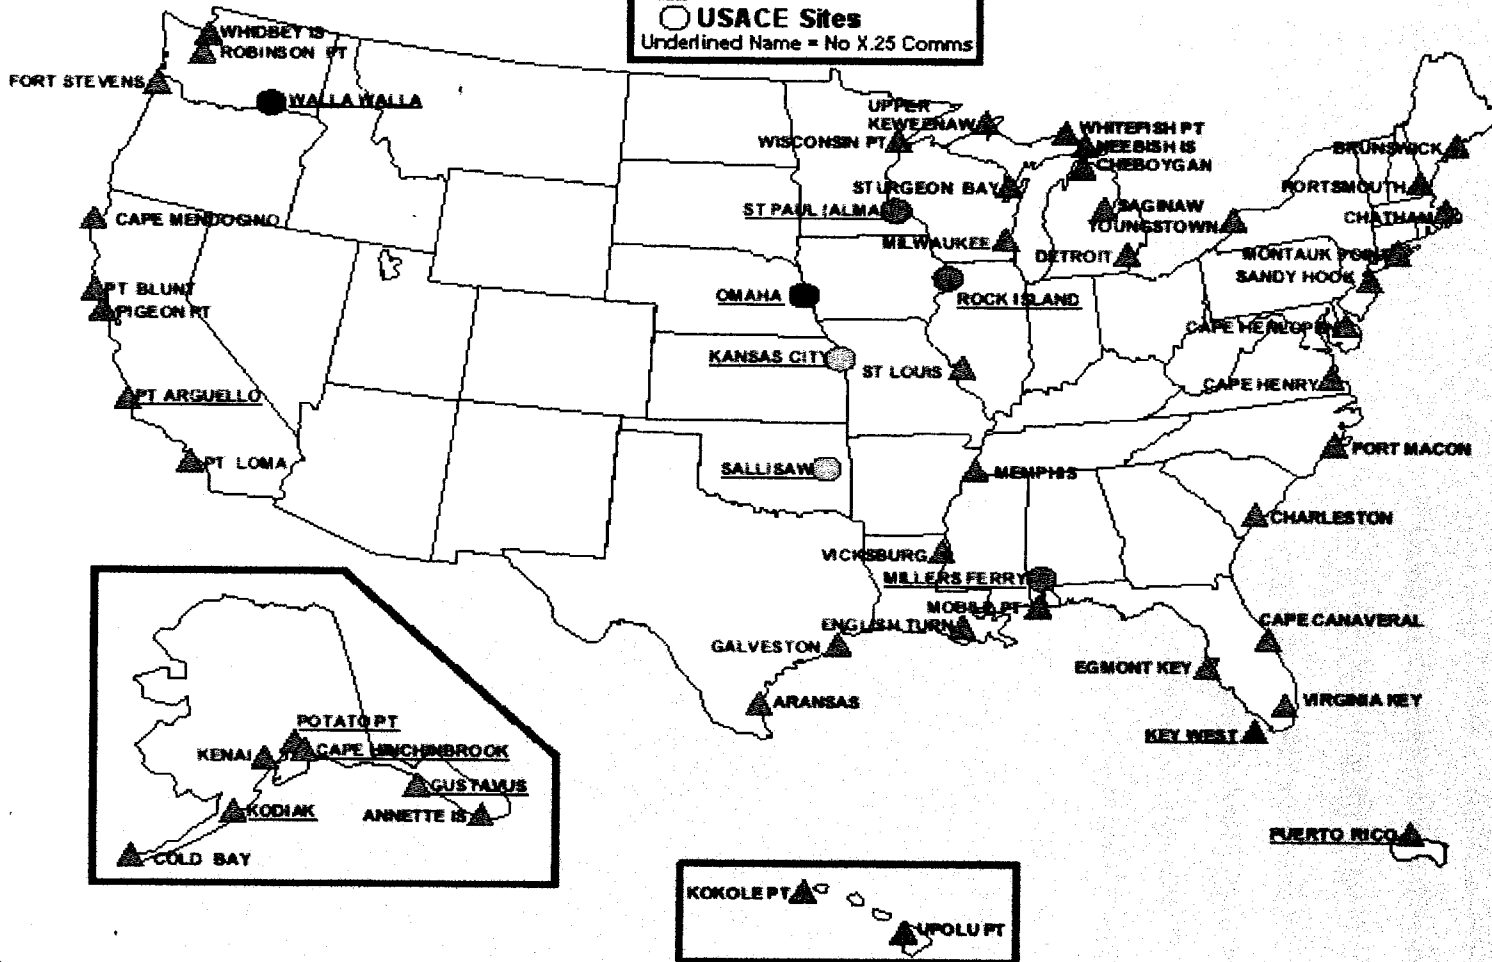 USACE Sites
Underlined Name = No X.25 Comms
WHIDBEY IS
ROBINSON PT
FORT STEVENS
WALLA WALLA
UPPER
KEWEENAW
WISCONSIN PT
WHITEFISH PT
NEEBISH IS
CHEBOYGAN
BRUNSWICK
STURGEON BAY
PORTSMOUTH
ST PAUL (ALMA
SAGINAW
YOUNGSTOWN
CHATHAM
CAPE MENDOCINO
MILWAUKEE
DETROIT
MONTAUK POINT
SANDY HOOK
PT BLUNT
PIGEON PT
OMAHA
ROCK ISLAND
CAPE HENLOPEN
KANSAS CITY
ST LOUIS
CAPE HENRY
PT ARGUELLO
PT LOMA
SALLISAW
MEMPHIS
FORT MACON
CHARLESTON
VICKSBURG
MILLERS FERRY
MOBILE PT
ENGLISH TURN
CAPE CANAVERAL
GALVESTON
EGMONT KEY
ARANSAS
VIRGINIA KEY
KEY WEST
POTATO PT
KENAI
CAPE HINCHINBROOK
GUSTAVUS
KODIAK
ANNETTE IS
COLD BAY
PUERTO RICO
KOKOLE PT
UPOLU PT